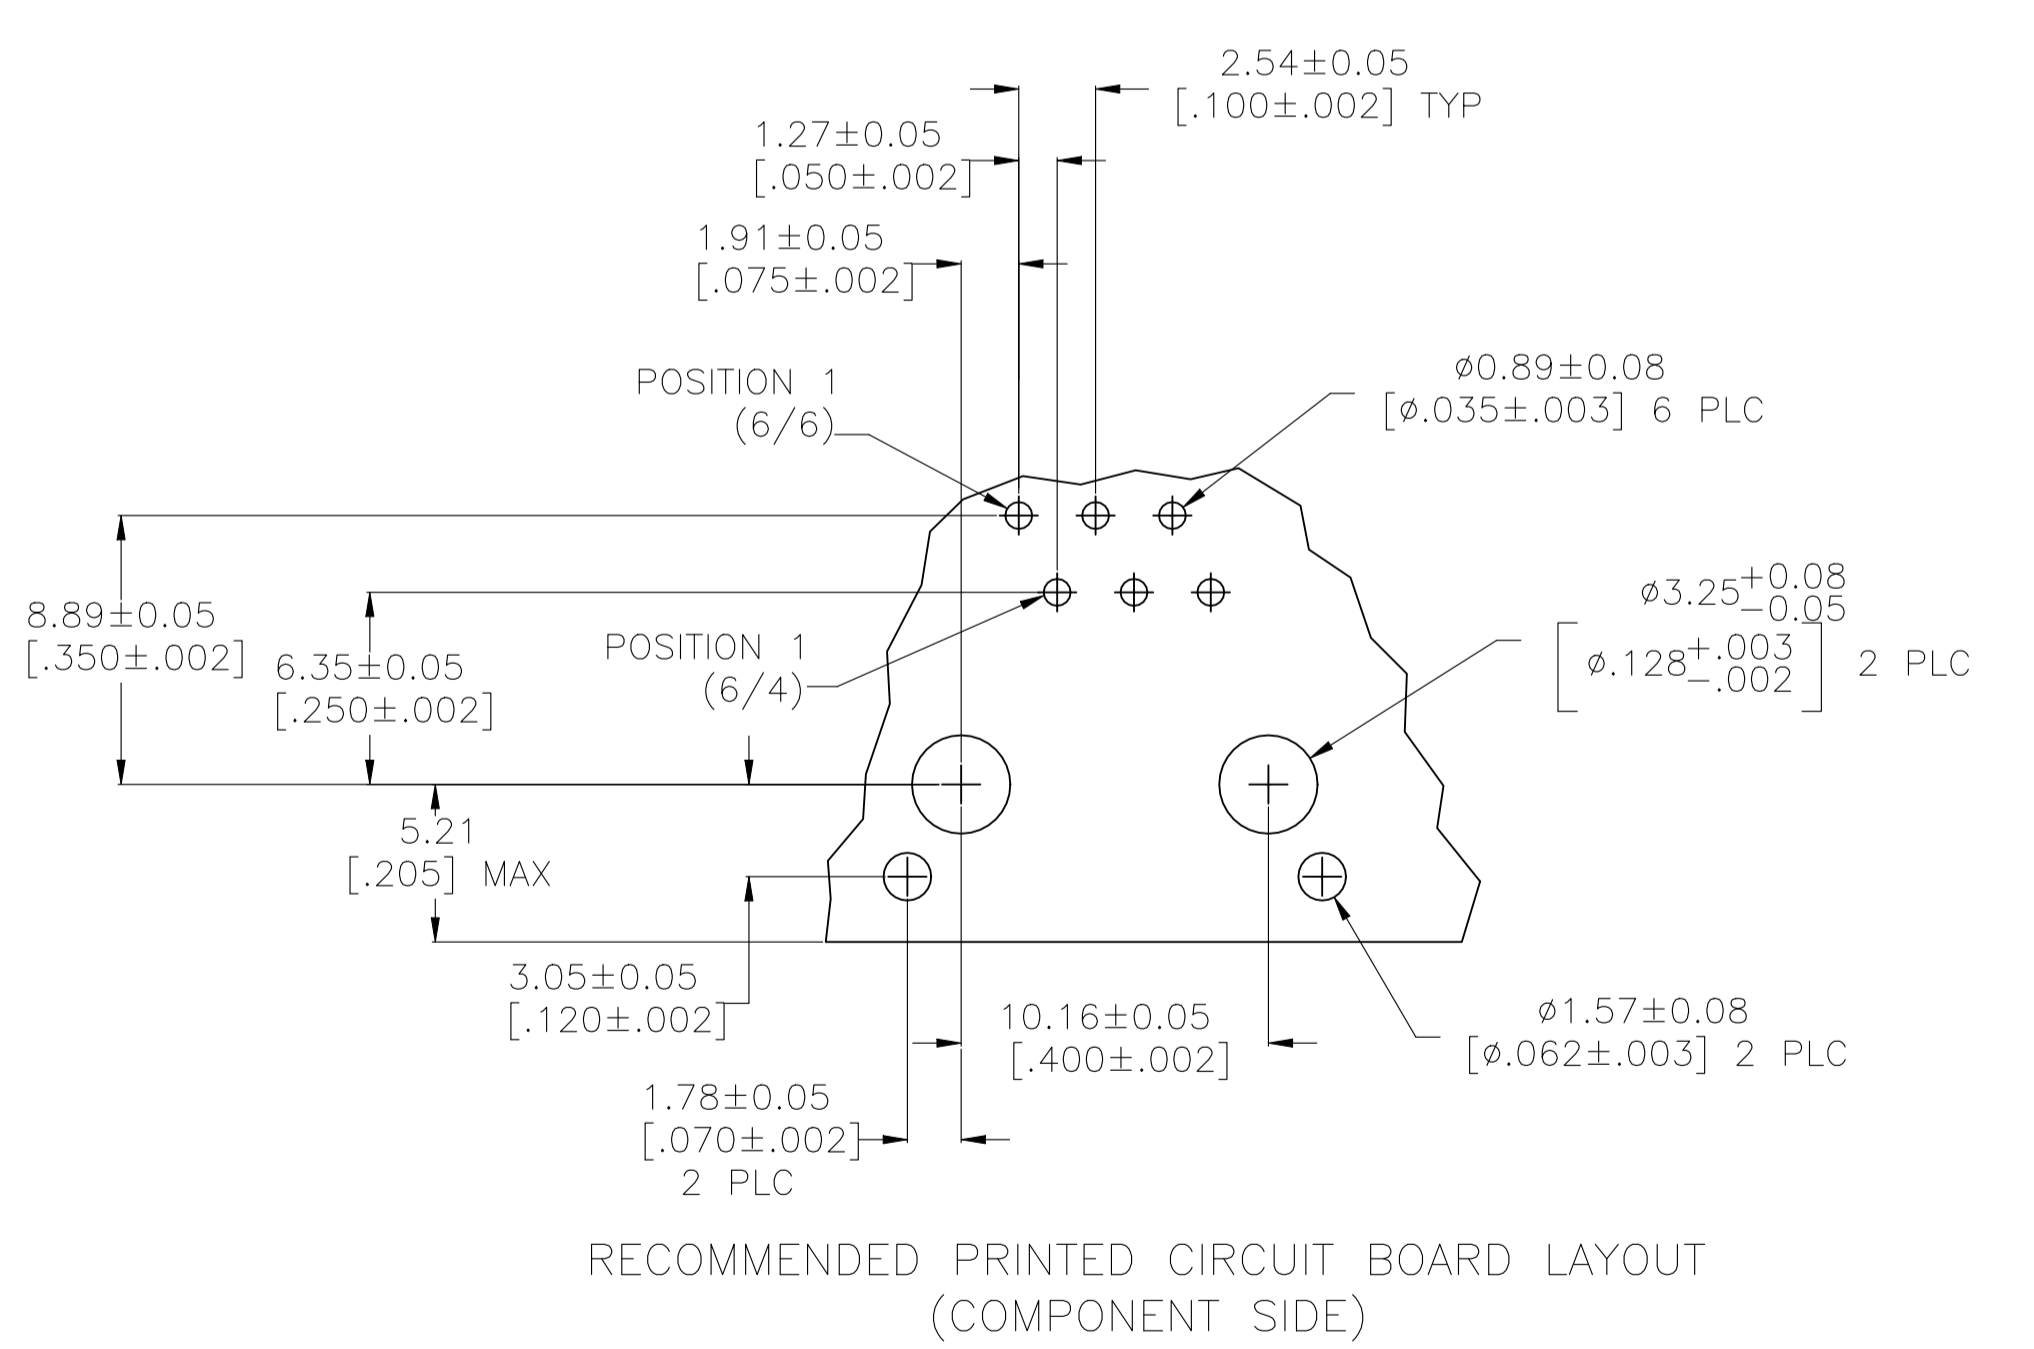 2.54±0.05
[.100±.002] TYP
1.27±0.05
[.050±.002]
1.91±0.05
[.075±.002]
POSITION 1
(6/6)
⌀0.89±0.08
[⌀.035±.003] 6 PLC
8.89±0.05
[.350±.002]
6.35±0.05
[.250±.002]
POSITION 1
(6/4)
⌀3.25+0.08
−0.05
[⌀.128+.003
−.002] 2 PLC
5.21
[.205] MAX
3.05±0.05
[.120±.002]
10.16±0.05
[.400±.002]
⌀1.57±0.08
[⌀.062±.003] 2 PLC
1.78±0.05
[.070±.002]
2 PLC
RECOMMENDED PRINTED CIRCUIT BOARD LAYOUT
(COMPONENT SIDE)